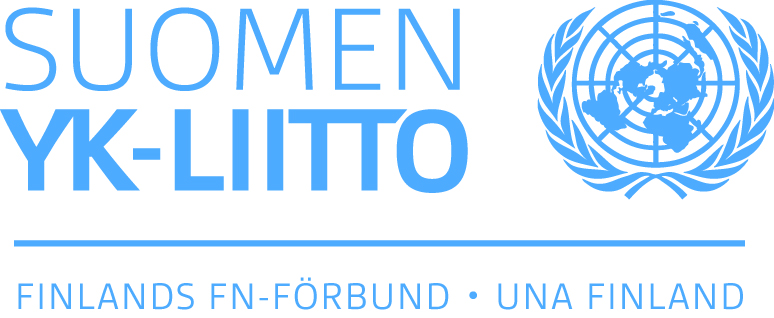 SUOMEN
YK-LIITTO
FINLANDS FN-FÖRBUND • UNA FINLAND